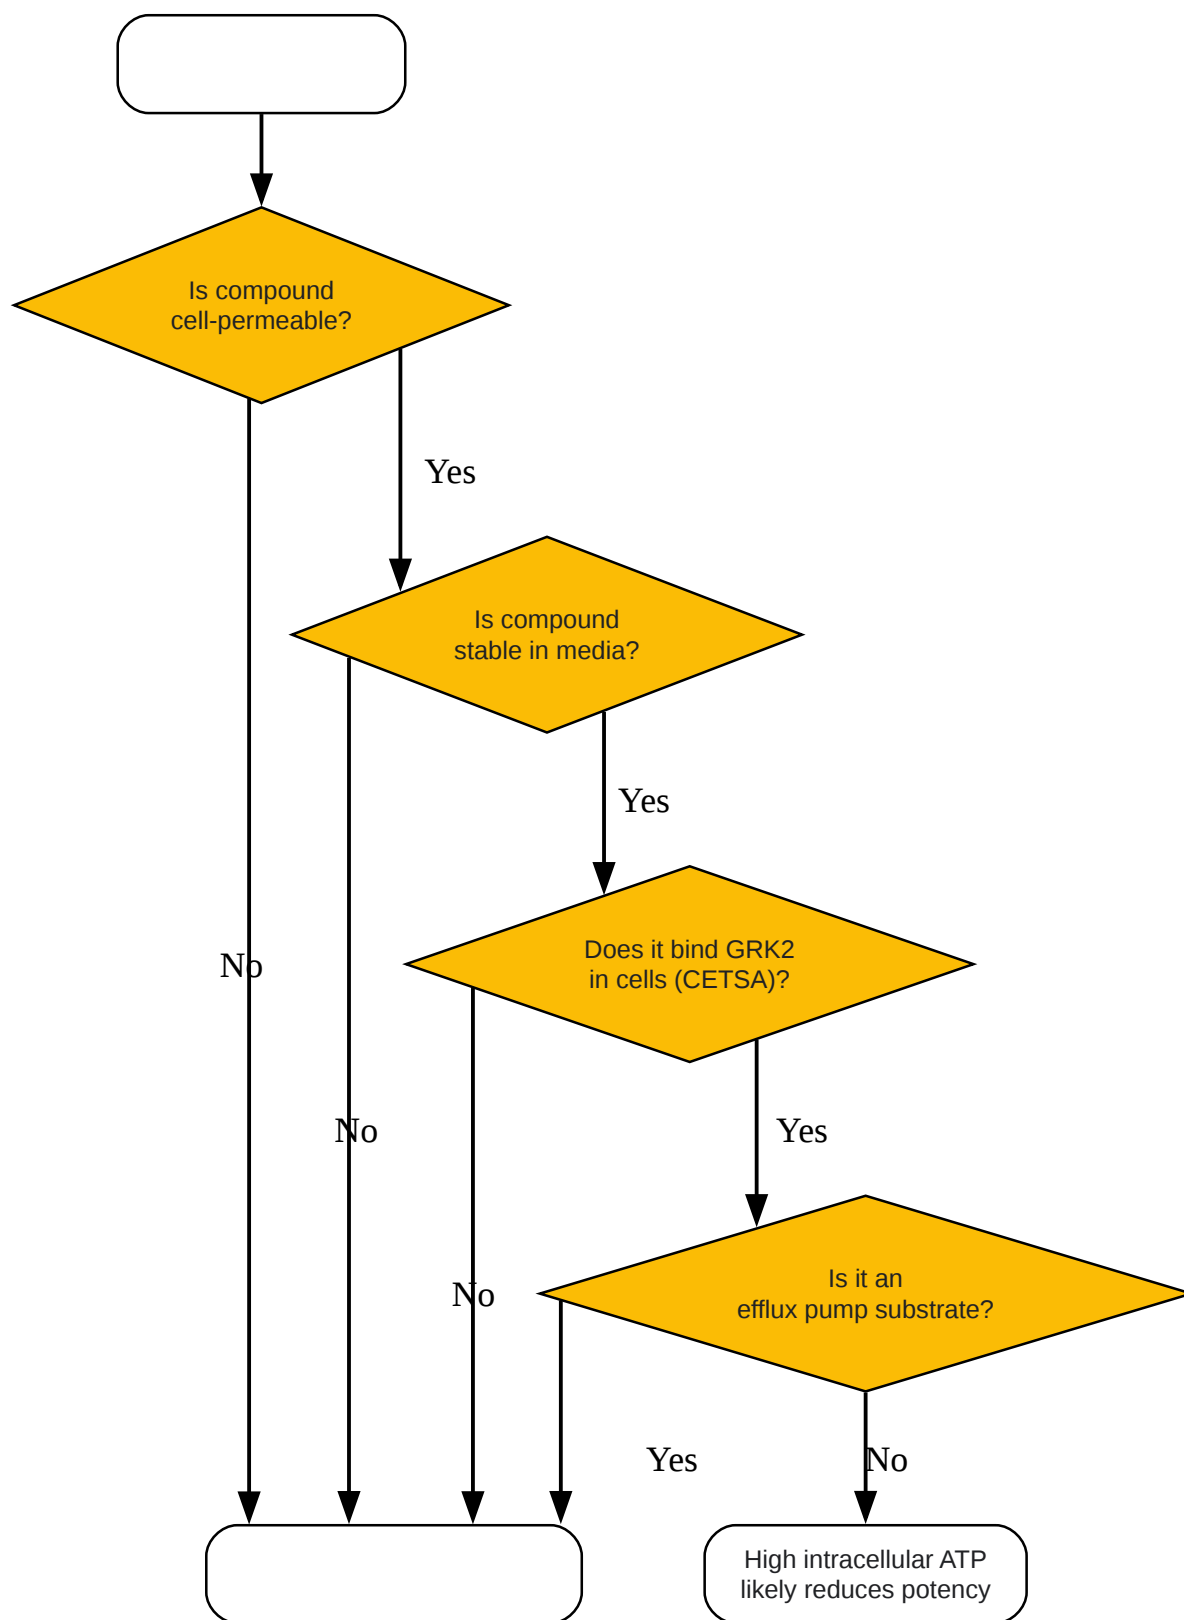 Is compound
cell-permeable?
Yes
Is compound
stable in media?
Yes
Does it bind GRK2
in cells (CETSA)?
No
No
Yes
Is it an
efflux pump substrate?
No
Yes
No
High intracellular ATP
likely reduces potency